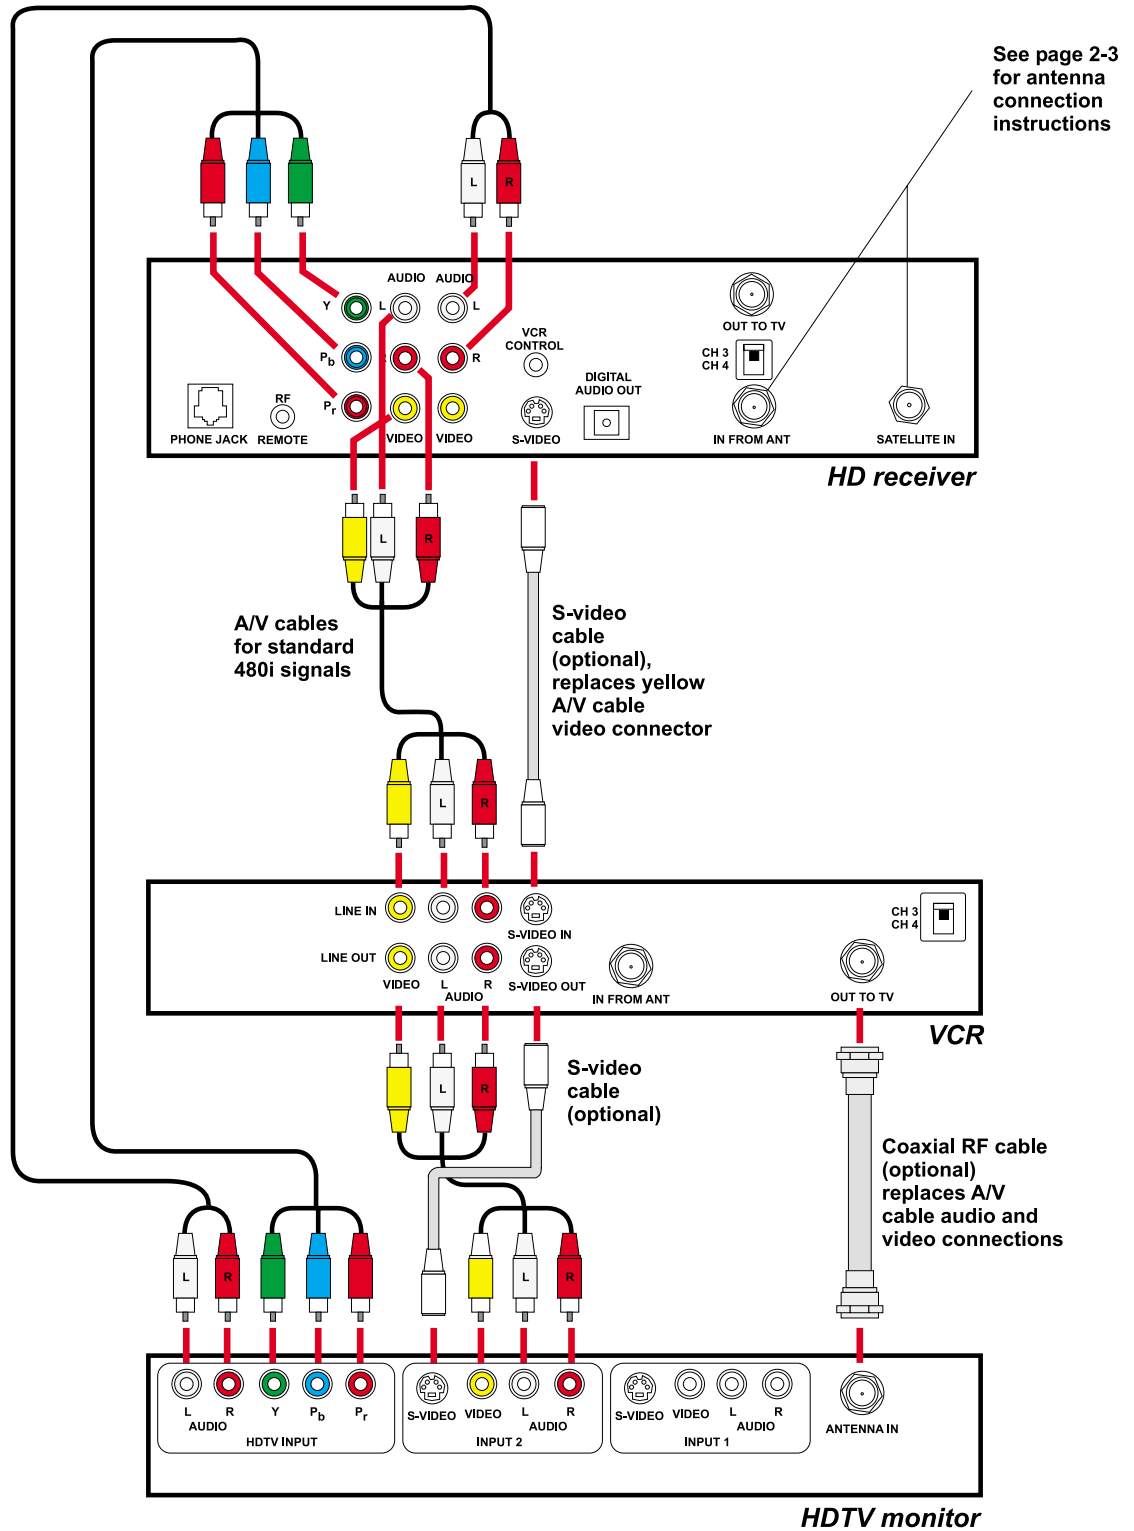 See page 2-3
for antenna
connection
instructions
L
R
AUDIO
AUDIO
Y
L
L
OUT TO TV
VCR
CONTROL
CH 3
CH 4
Pb
R
DIGITAL
AUDIO OUT
RF
Pr
PHONE JACK
REMOTE
VIDEO
VIDEO
S-VIDEO
IN FROM ANT
SATELLITE IN
HD receiver
L
R
A/V cables
for standard
480i signals
S-video
cable
(optional),
replaces yellow
A/V cable
video connector
L
R
LINE IN
S-VIDEO IN
CH 3
CH 4
LINE OUT
VIDEO
L
R
AUDIO
S-VIDEO OUT
IN FROM ANT
OUT TO TV
VCR
L
R
S-video
cable
(optional)
Coaxial RF cable
(optional)
replaces A/V
cable audio and
video connections
L
R
L
R
L
R
AUDIO
Y
Pb
Pr
HDTV INPUT
S-VIDEO
VIDEO
L
R
AUDIO
INPUT 2
S-VIDEO
VIDEO
L
R
AUDIO
INPUT 1
ANTENNA IN
HDTV monitor